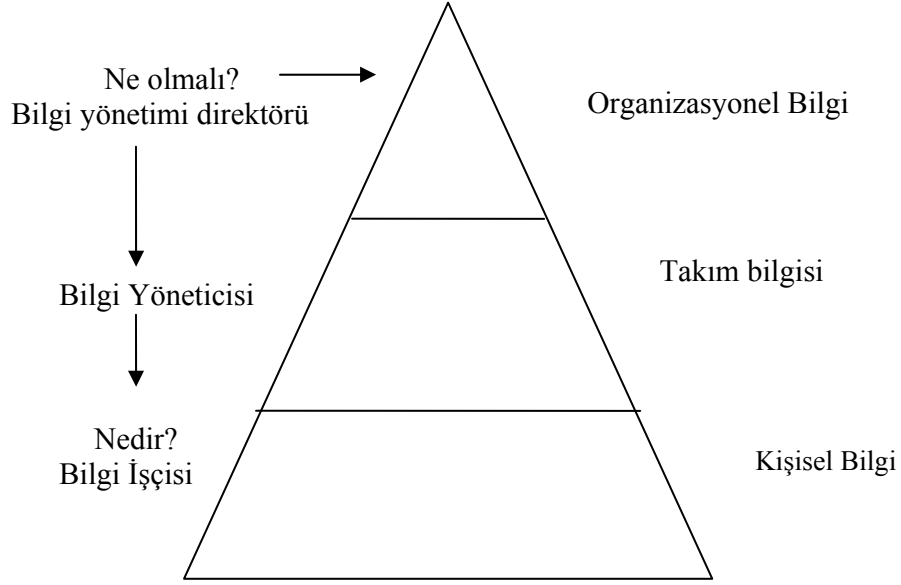 Ne olmalı?
Bilgi yönetimi direktörü
Organizasyonel Bilgi
Bilgi Yöneticisi
Takım bilgisi
Nedir?
Bilgi İşçisi
Kişisel Bilgi